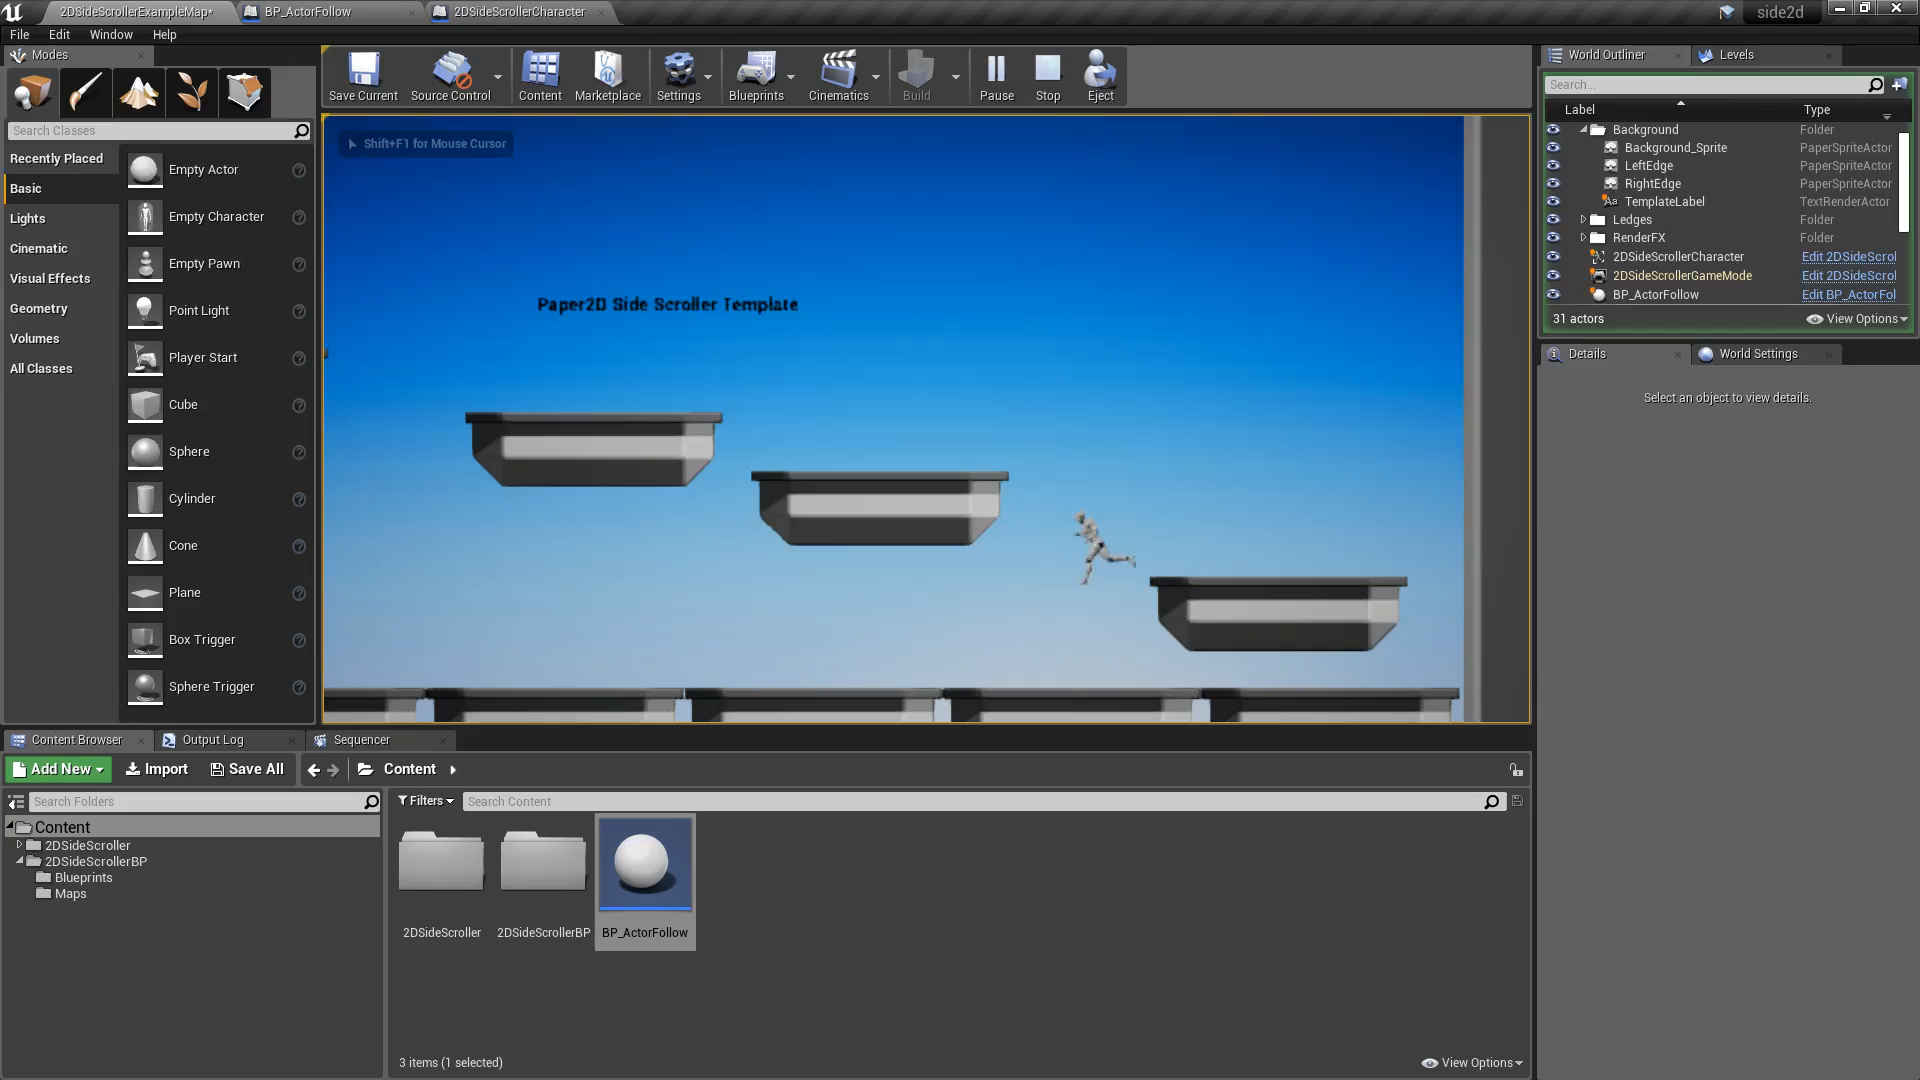 2DSideScrollerExampleMap*
BP_ActorFollow
2DSideScrollerCharacter
side2d
File
Edit
Window
Help
Modes
Save Current
Source Control
Content
Marketplace
Settings
Blueprints
Cinematics
Build
Pause
Stop
Eject
World Outliner
Levels
Search...
Label
Type
Background
Folder
Background_Sprite
PaperSpriteActor
LeftEdge
PaperSpriteActor
RightEdge
PaperSpriteActor
TemplateLabel
TextRenderActor
Ledges
Folder
RenderFX
Folder
2DSideScrollerCharacter
Edit 2DSideScrol
2DSideScrollerGameMode
Edit 2DSideScrol
BP_ActorFollow
Edit BP_ActorFol
31 actors
View Options
Details
World Settings
Select an object to view details.
Search Classes
Recently Placed
Basic
Lights
Cinematic
Visual Effects
Geometry
Volumes
All Classes
Empty Actor
Empty Character
Empty Pawn
Point Light
Player Start
Cube
Sphere
Cylinder
Cone
Plane
Box Trigger
Sphere Trigger
Shift+F1 for Mouse Cursor
Paper2D Side Scroller Template
Content Browser
Output Log
Sequencer
Add New
Import
Save All
Content
Search Folders
Filters
Search Content
Content
2DSideScroller
2DSideScrollerBP
Blueprints
Maps
2DSideScroller
2DSideScrollerBP
BP_ActorFollow
3 items (1 selected)
View Options